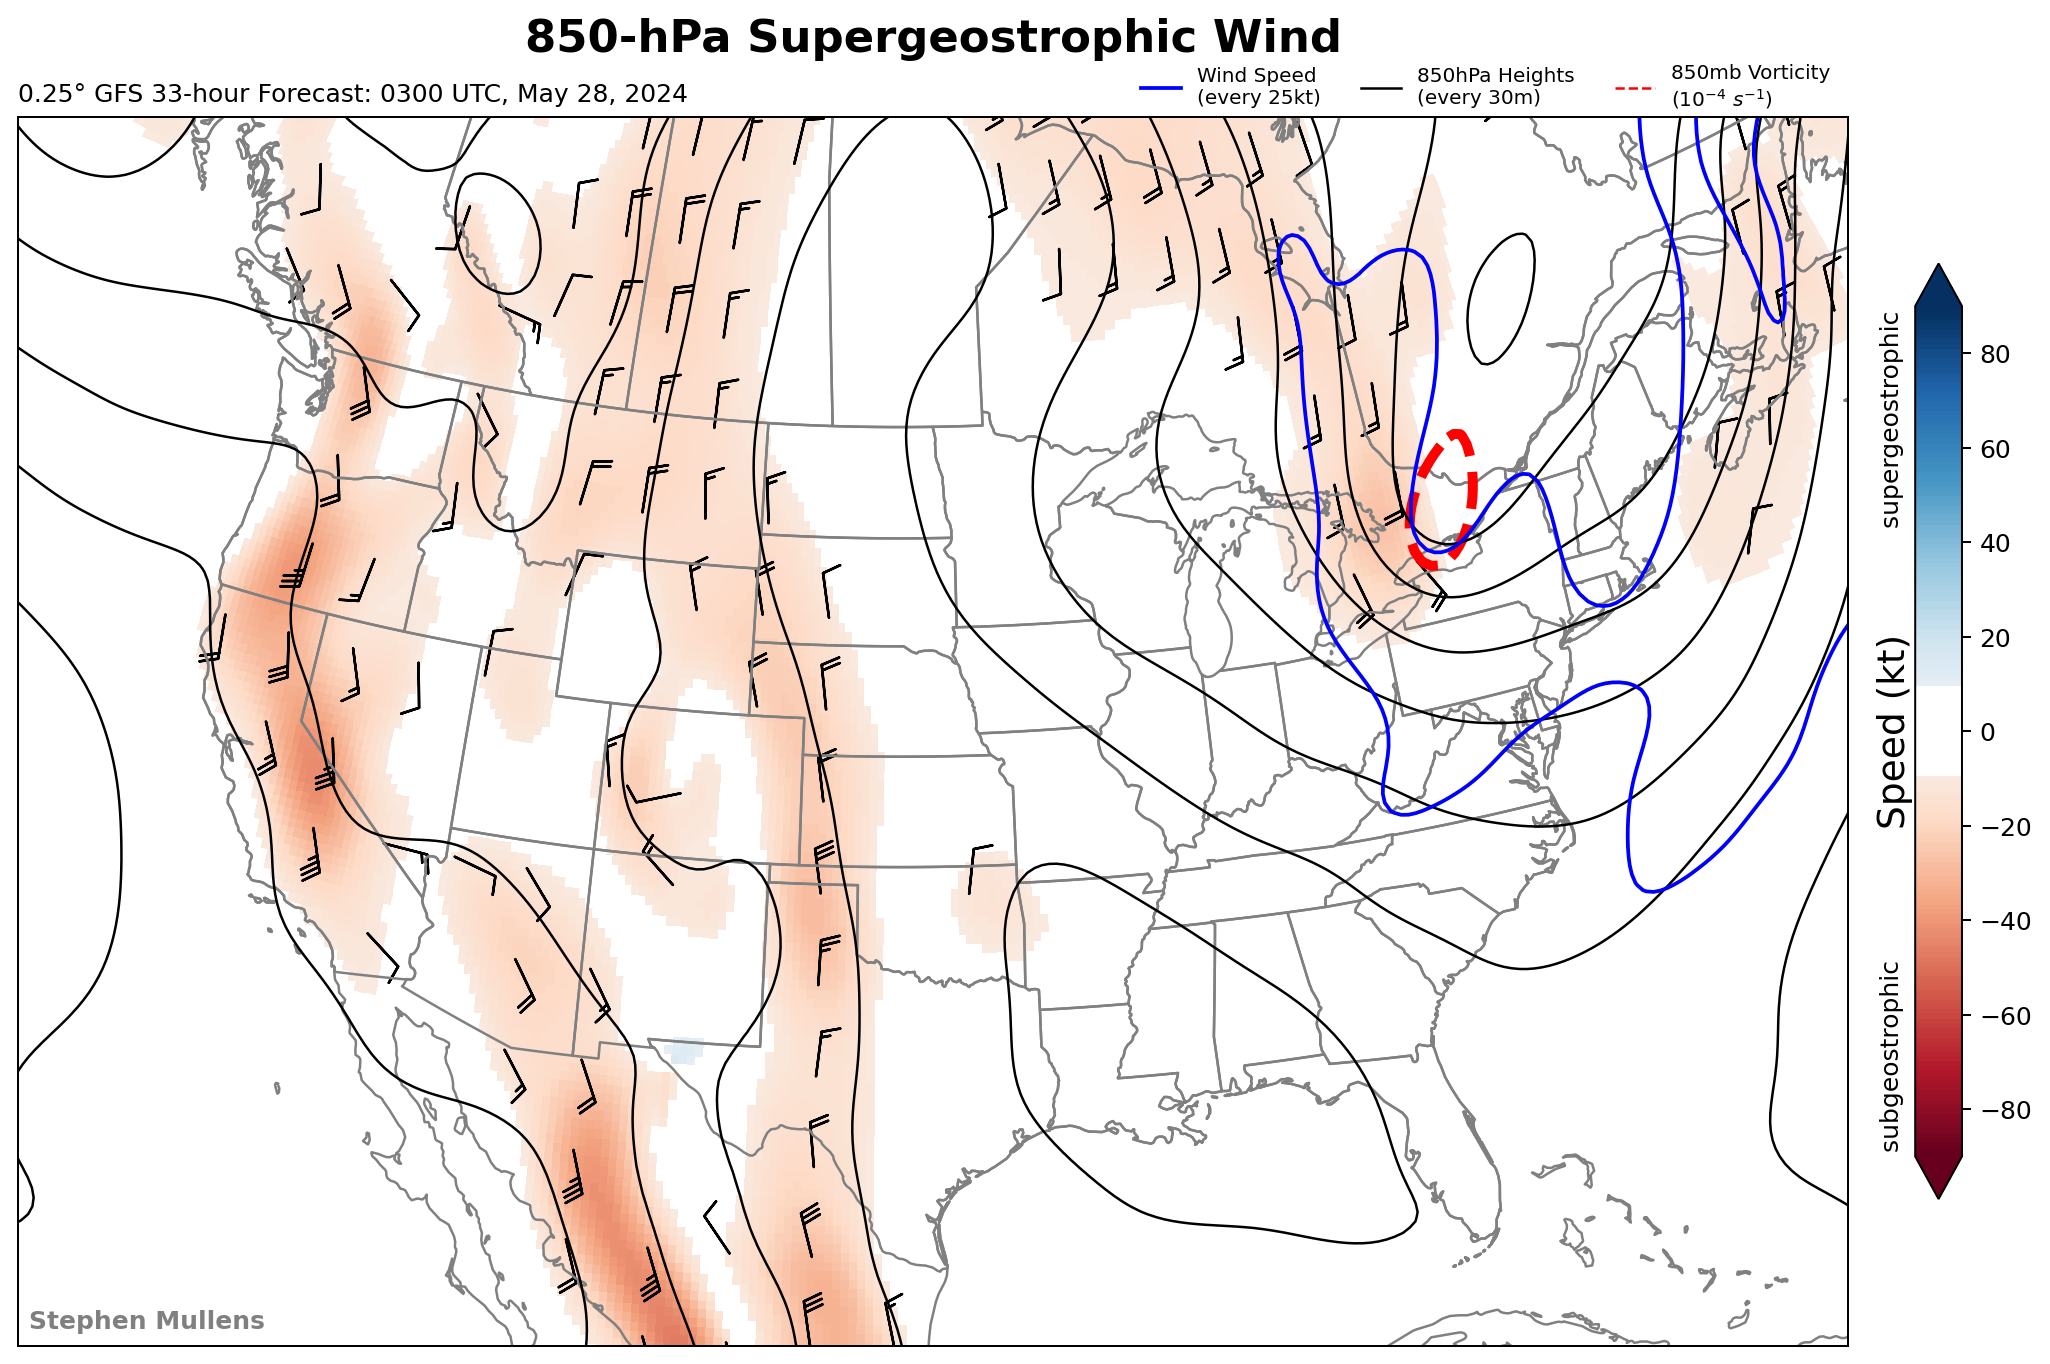 850-hPa Supergeostrophic Wind
0.25° GFS 33-hour Forecast: 0300 UTC, May 28, 2024
Wind Speed
(every 25kt)
850hPa Heights
(every 30m)
850mb Vorticity
(10⁻⁴ s⁻¹)
supergeostrophic
Speed (kt)
subgeostrophic
80
60
40
20
0
−20
−40
−60
−80
Stephen Mullens